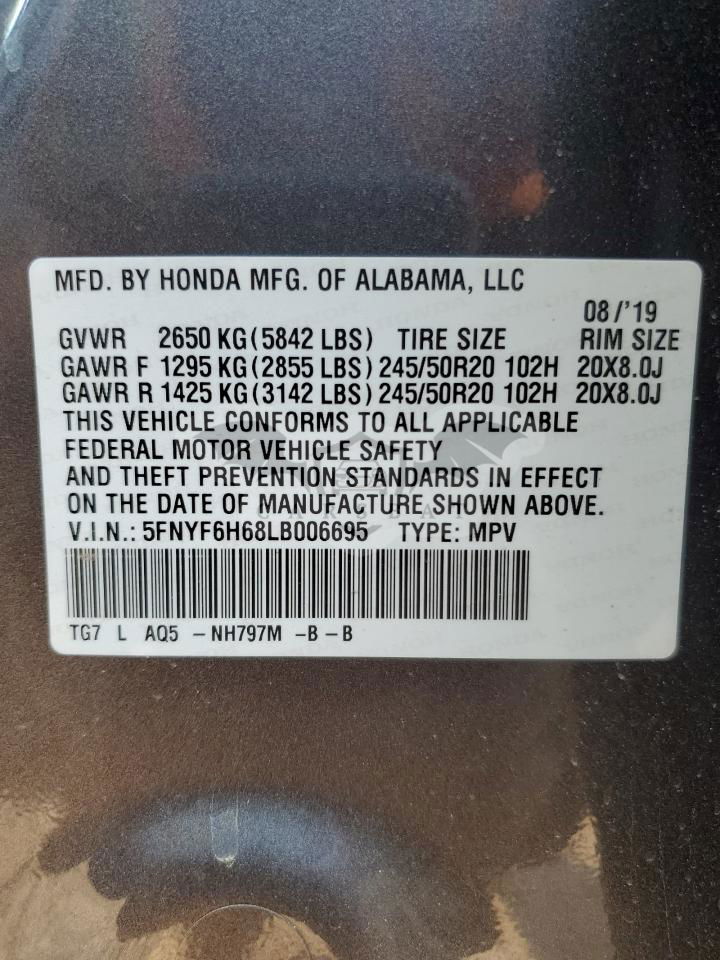 MFD. BY HONDA MFG. OF ALABAMA, LLC
08/'19
GVWR 2650 KG(5842 LBS) TIRE SIZE RIM SIZE
GAWR F 1295 KG(2855 LBS) 245/50R20 102H 20X8.0J
GAWR R 1425 KG(3142 LBS) 245/50R20 102H 20X8.0J
THIS VEHICLE CONFORMS TO ALL APPLICABLE
FEDERAL MOTOR VEHICLE SAFETY
AND THEFT PREVENTION STANDARDS IN EFFECT
ON THE DATE OF MANUFACTURE SHOWN ABOVE.
V.I.N.: 5FNYF6H68LB006695 TYPE: MPV
TG7 L AQ5 -NH797M -B-B